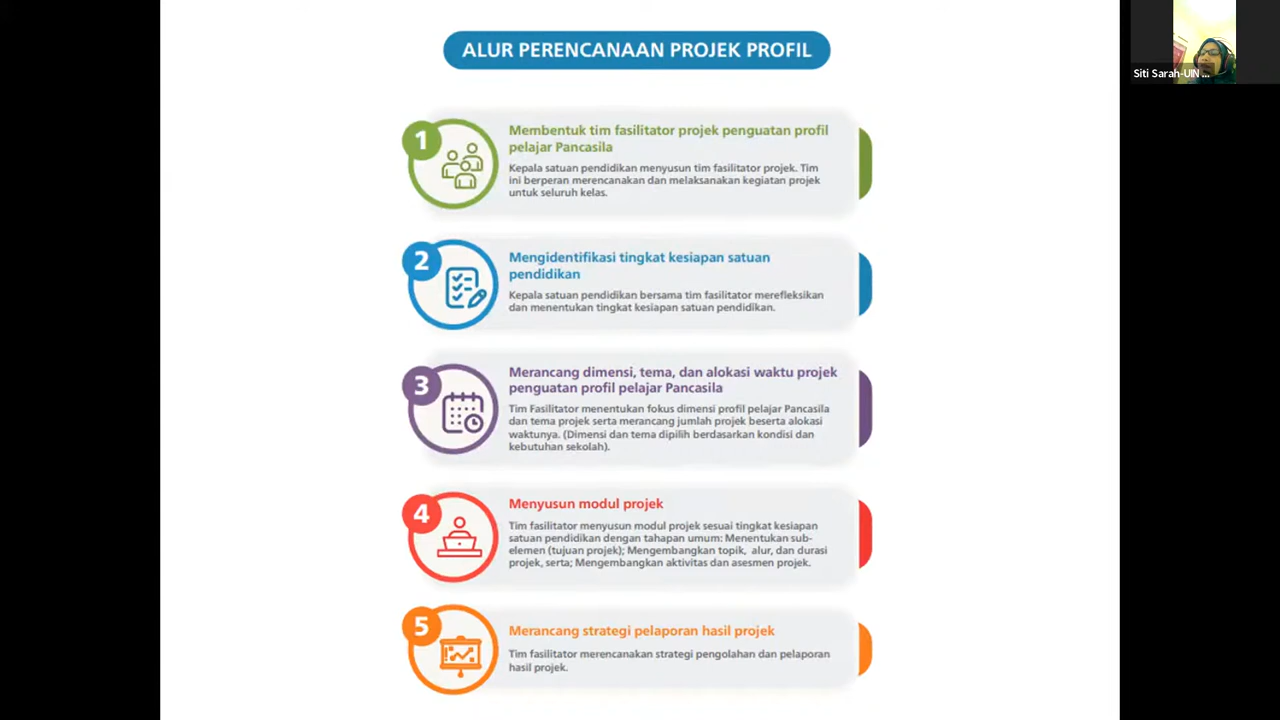 ALUR PERENCANAAN PROJEK PROFIL
Siti Sarah-UIN ...
1
Membentuk tim fasilitator projek penguatan profil
pelajar Pancasila
Kepala satuan pendidikan menyusun tim fasilitator projek. Tim
ini berperan merencanakan dan melaksanakan kegiatan projek
untuk seluruh kelas.
2
Mengidentifikasi tingkat kesiapan satuan
pendidikan
Kepala satuan pendidikan bersama tim fasilitator merefleksikan
dan menentukan tingkat kesiapan satuan pendidikan.
3
Merancang dimensi, tema, dan alokasi waktu projek
penguatan profil pelajar Pancasila
Tim Fasilitator menentukan fokus dimensi profil pelajar Pancasila
dan tema projek serta merancang jumlah projek beserta alokasi
waktunya. (Dimensi dan tema dipilih berdasarkan kondisi dan
kebutuhan sekolah).
4
Menyusun modul projek
Tim fasilitator menyusun modul projek sesuai tingkat kesiapan
satuan pendidikan dengan tahapan umum: Menentukan sub-
elemen (tujuan projek); Mengembangkan topik, alur, dan durasi
projek, serta; Mengembangkan aktivitas dan asesmen projek.
5
Merancang strategi pelaporan hasil projek
Tim fasilitator merencanakan strategi pengolahan dan pelaporan
hasil projek.